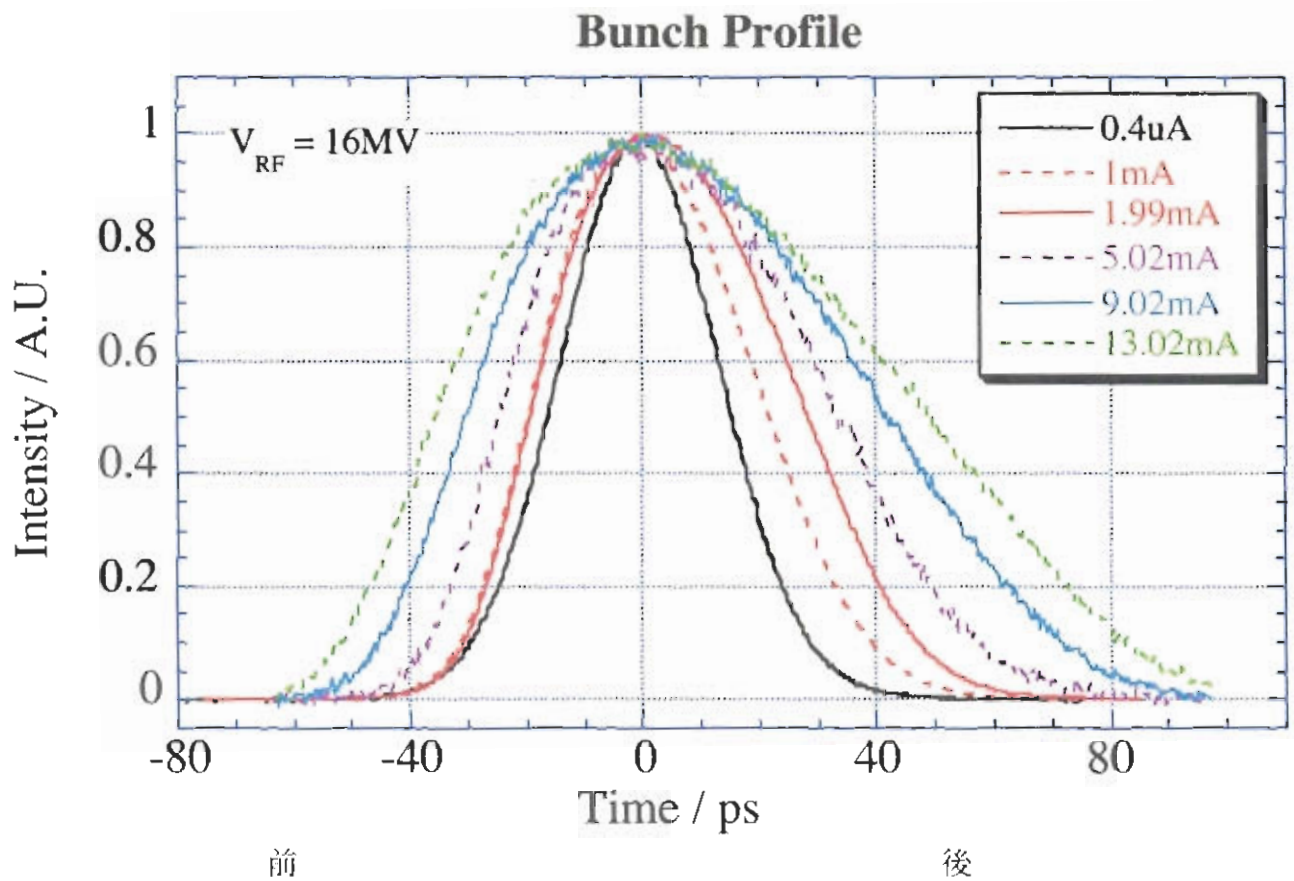 Bunch Profile
V_RF = 16MV
0.4uA
1mA
1.99mA
5.02mA
9.02mA
13.02mA
Intensity / A.U.
1
0.8
0.6
0.4
0.2
0
-80 -40 0 40 80
Time / ps
前 後